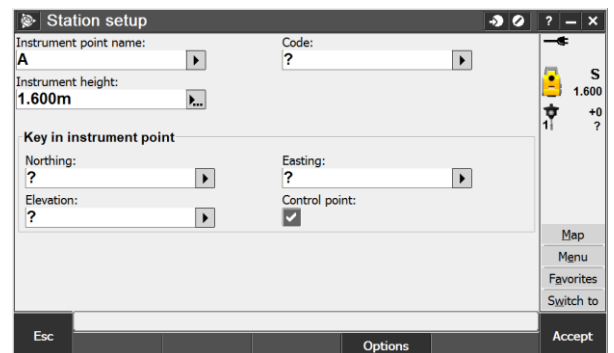 Station setup
? – ×
Instrument point name:
Code:
A
?
Instrument height:
1.600m
S
1.600
+0
1
?
Key in instrument point
Northing:
Easting:
?
?
Elevation:
Control point:
?
Map
Menu
Favorites
Switch to
Esc
Options
Accept